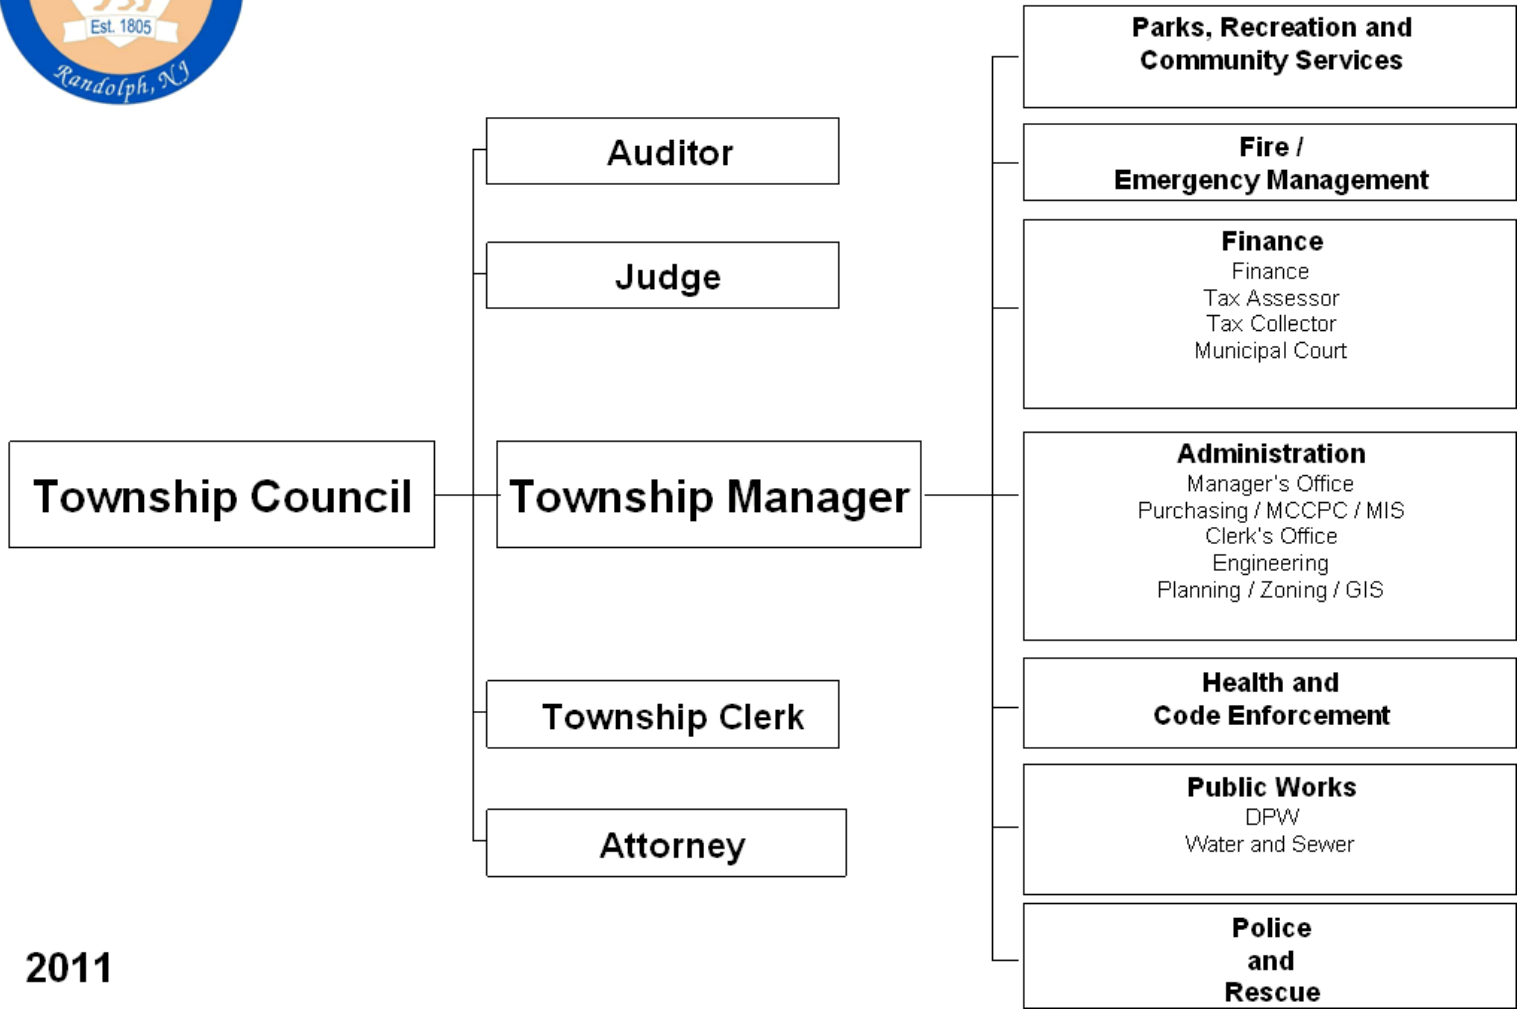 Est. 1805
Randolph, NJ
Auditor
Judge
Township Council
Township Manager
Township Clerk
Attorney
Parks, Recreation and
Community Services
Fire /
Emergency Management
Finance
Finance
Tax Assessor
Tax Collector
Municipal Court
Administration
Manager's Office
Purchasing / MCCPC / MIS
Clerk's Office
Engineering
Planning / Zoning / GIS
Health and
Code Enforcement
Public Works
DPW
Water and Sewer
Police
and
Rescue
2011